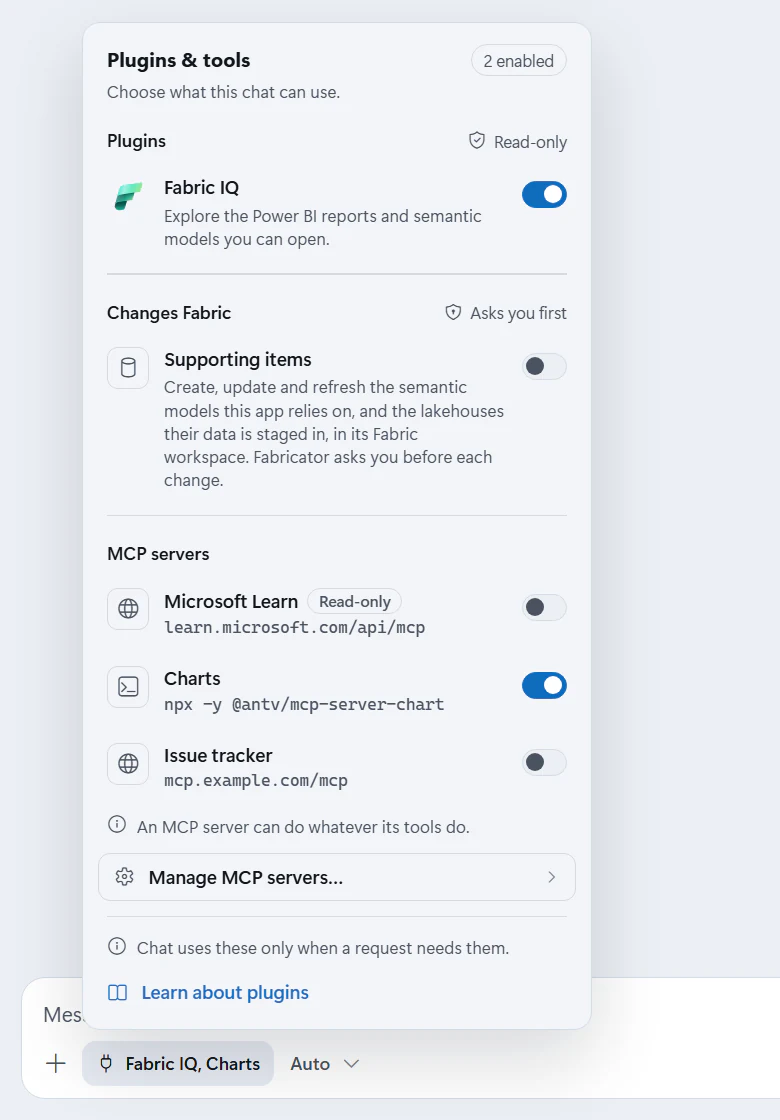 Plugins & tools
2 enabled
Choose what this chat can use.
Plugins
Read-only
Fabric IQ
Explore the Power BI reports and semantic
models you can open.
Changes Fabric
Asks you first
Supporting items
Create, update and refresh the semantic
models this app relies on, and the lakehouses
their data is staged in, in its Fabric
workspace. Fabricator asks you before each
change.
MCP servers
Microsoft Learn
Read-only
learn.microsoft.com/api/mcp
Charts
npx -y @antv/mcp-server-chart
Issue tracker
mcp.example.com/mcp
An MCP server can do whatever its tools do.
Manage MCP servers...
Chat uses these only when a request needs them.
Learn about plugins
Fabric IQ, Charts
Auto